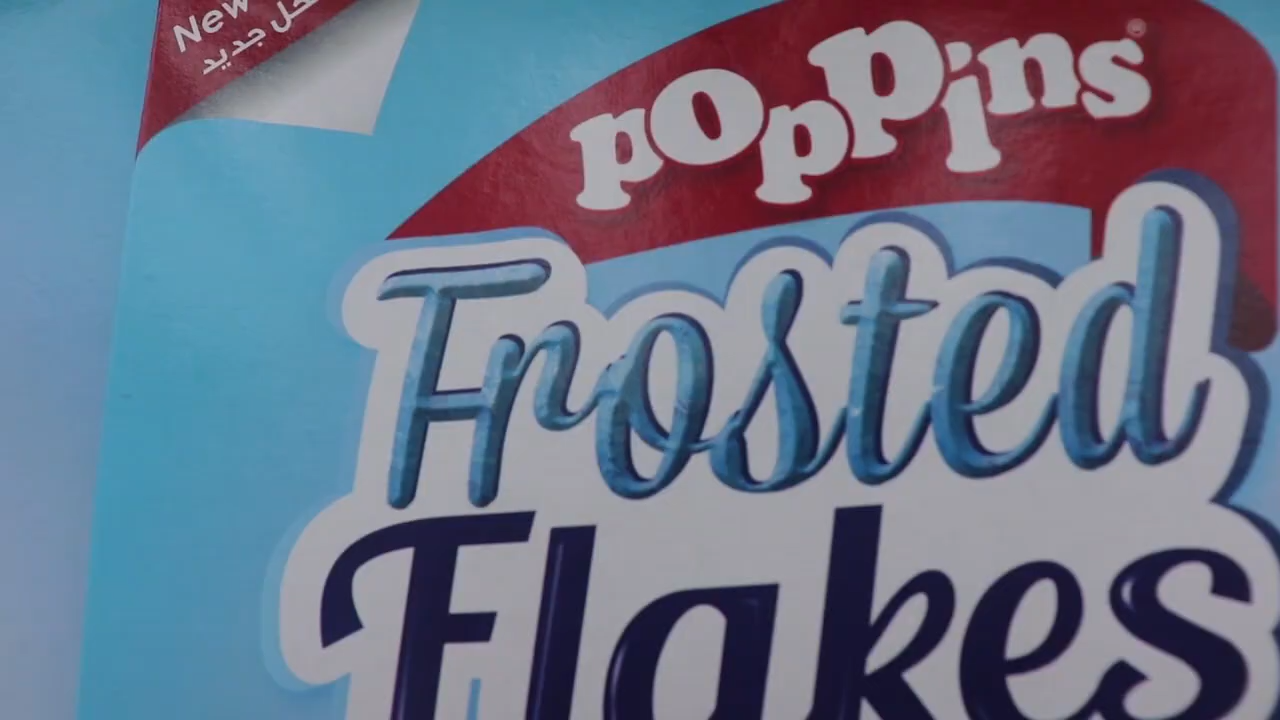 New
جديد
poppins®
Frosted
Flakes